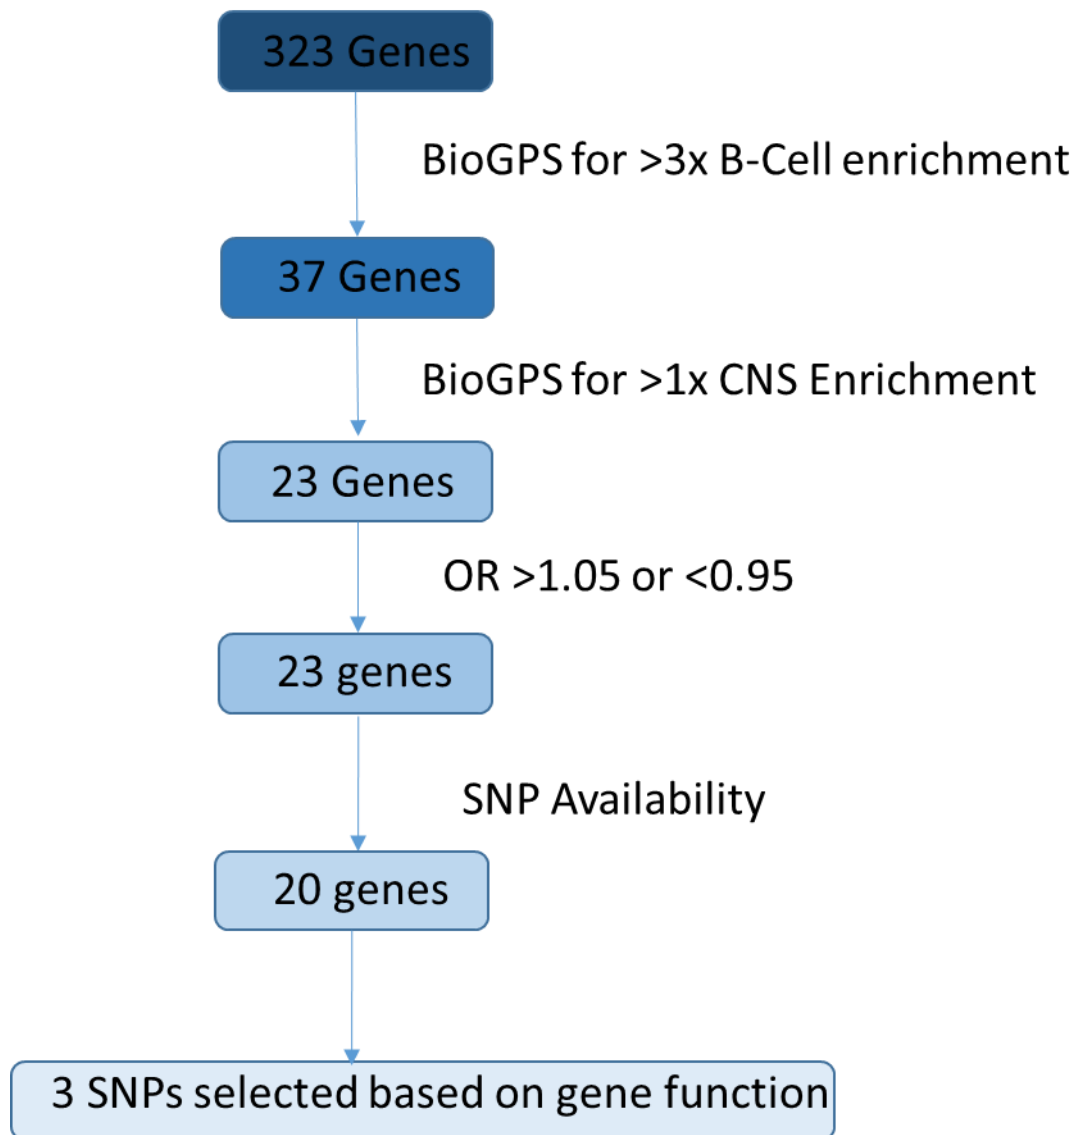 323 Genes
BioGPS for >3x B-Cell enrichment
37 Genes
BioGPS for >1x CNS Enrichment
23 Genes
OR >1.05 or <0.95
23 genes
SNP Availability
20 genes
3 SNPs selected based on gene function